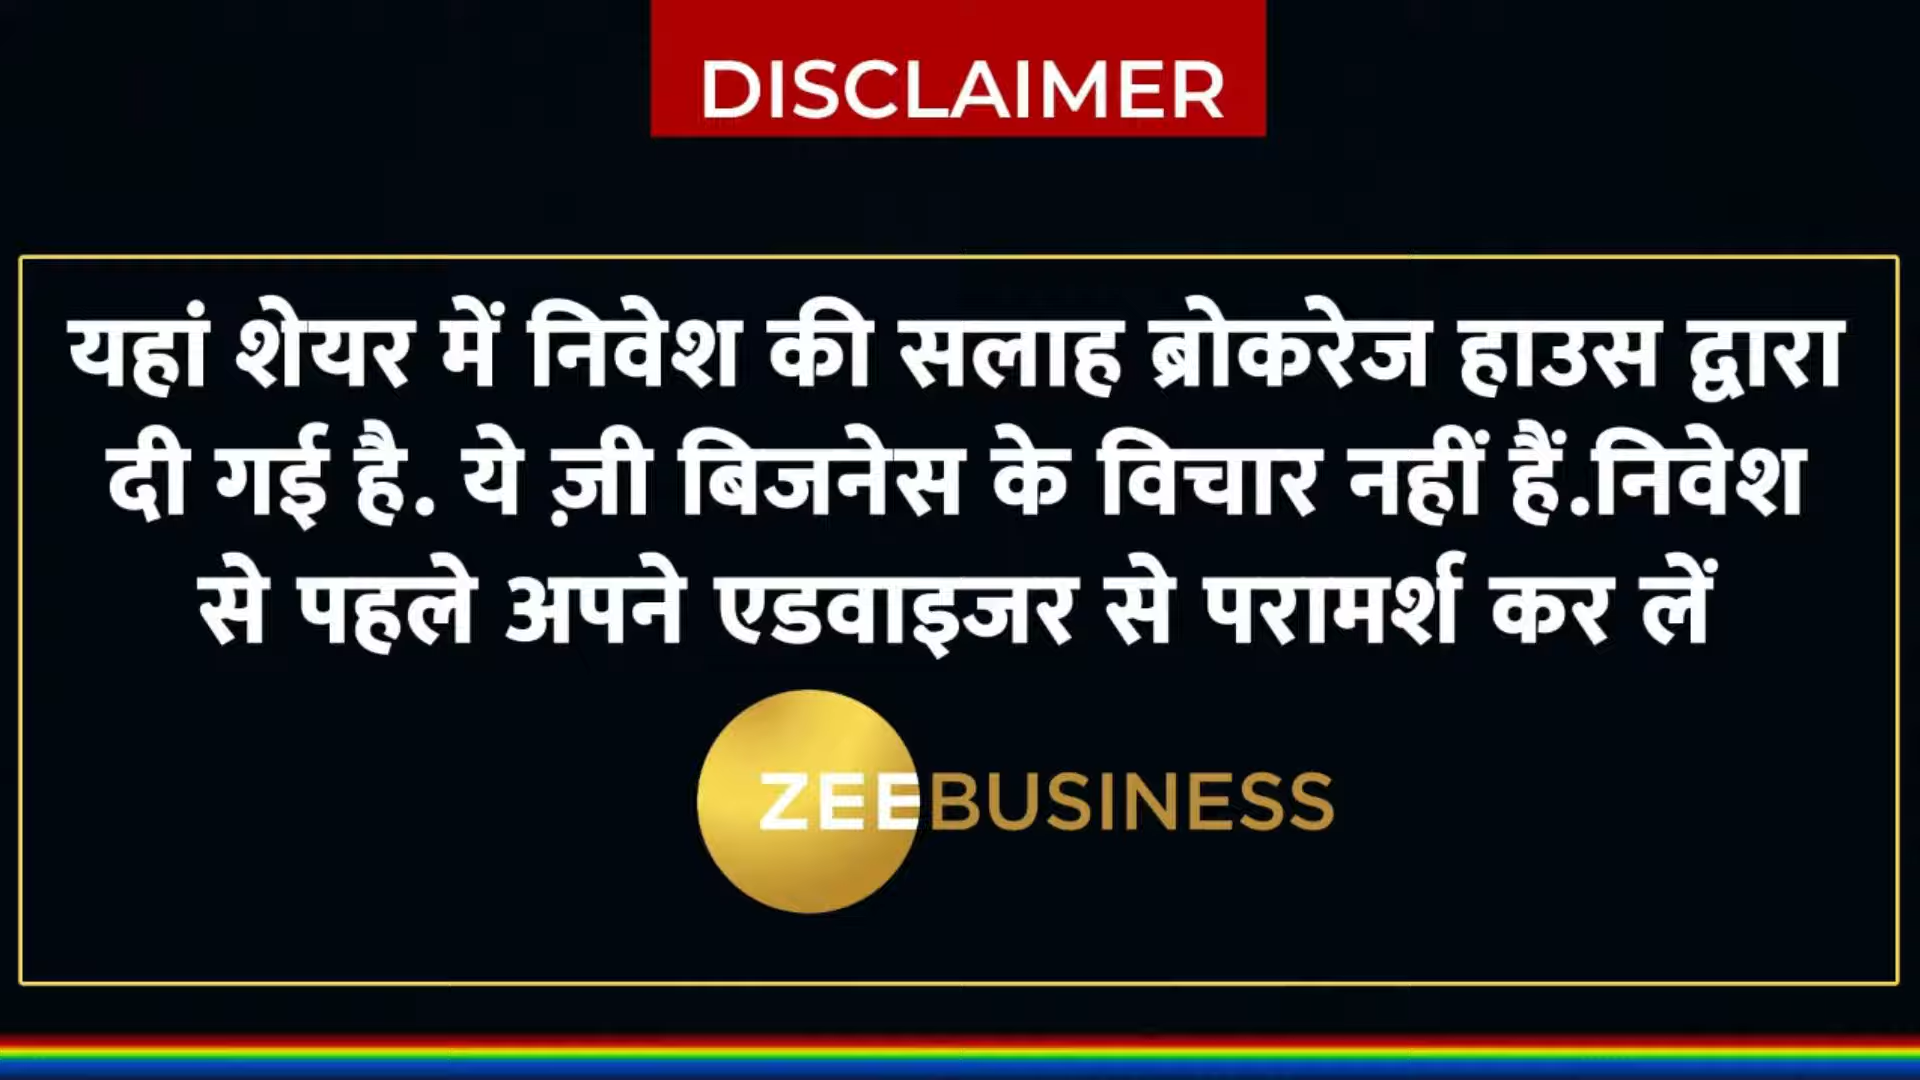 DISCLAIMER
यहां शेयर में निवेश की सलाह ब्रोकरेज हाउस द्वारा
दी गई है. ये ज़ी बिजनेस के विचार नहीं हैं.निवेश
से पहले अपने एडवाइजर से परामर्श कर लें
ZEEBUSINESS